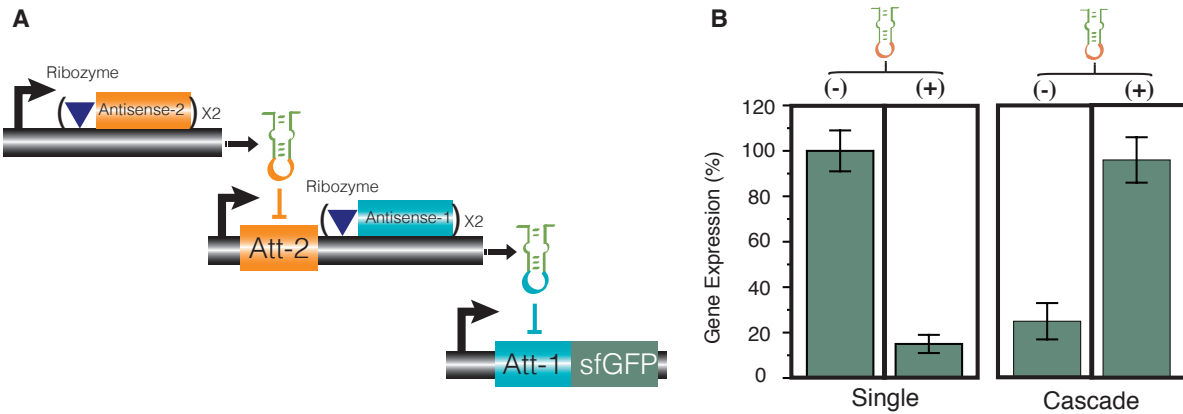 A
Ribozyme
( Antisense-2 ) X2
Ribozyme
Att-2 ( Antisense-1 ) X2
Att-1 sfGFP
B
(-) (+) (-) (+)
Gene Expression (%)
120
100
80
60
40
20
0
Single Cascade